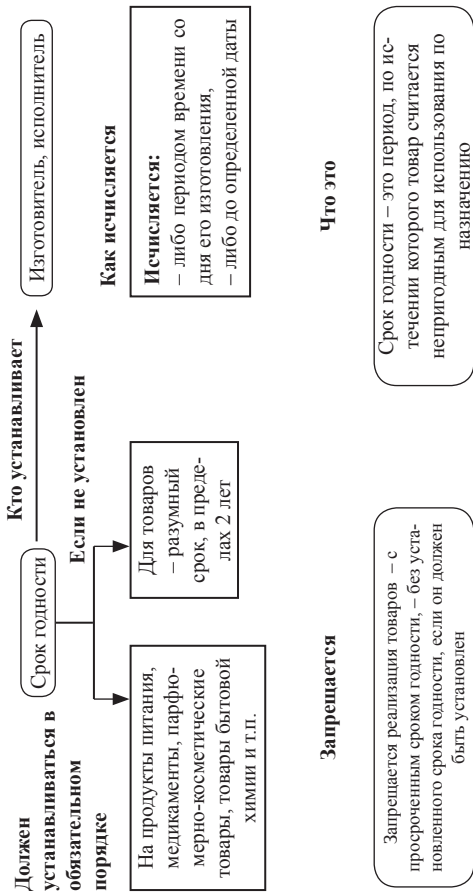 Должен
устанавливаться в
обязательном
порядке
Срок годности
Кто устанавливает
Изготовитель, исполнитель
Если не установлен
На продукты питания,
медикаменты, парфю-
мерно-косметические
товары, товары бытовой
химии и т.п.
Для товаров
– разумный
срок, в преде-
лах 2 лет
Как исчисляется
Исчисляется:
– либо периодом времени со
дня его изготовления,
– либо до определенной даты
Запрещается
Запрещается реализация товаров – с
просроченным сроком годности, – без уста-
новленного срока годности, если он должен
быть установлен
Что это
Срок годности – это период, по ис-
течении которого товар считается
непригодным для использования по
назначению